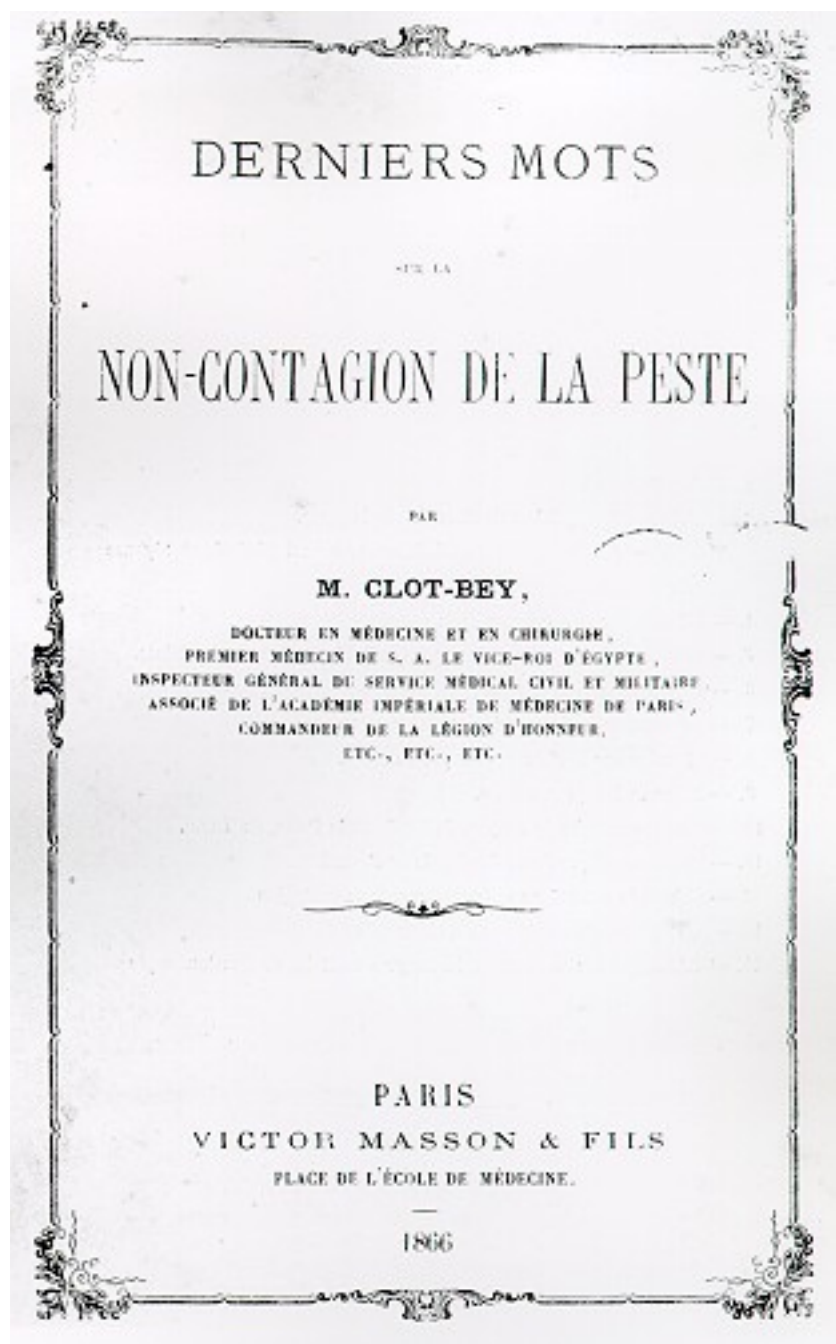 DERNIERS MOTS
SUR LA
NON-CONTAGION DE LA PESTE
PAR
M. CLOT-BEY,
DOCTEUR EN MÉDECINE ET EN CHIRURGIE,
PREMIER MÉDECIN DE S. A. LE VICE-ROI D'ÉGYPTE,
INSPECTEUR GÉNÉRAL DU SERVICE MÉDICAL CIVIL ET MILITAIRE,
ASSOCIÉ DE L'ACADÉMIE IMPÉRIALE DE MÉDECINE DE PARIS,
COMMANDEUR DE LA LÉGION D'HONNEUR,
ETC., ETC., ETC.
PARIS
VICTOR MASSON & FILS
PLACE DE L'ÉCOLE DE MÉDECINE.
1866